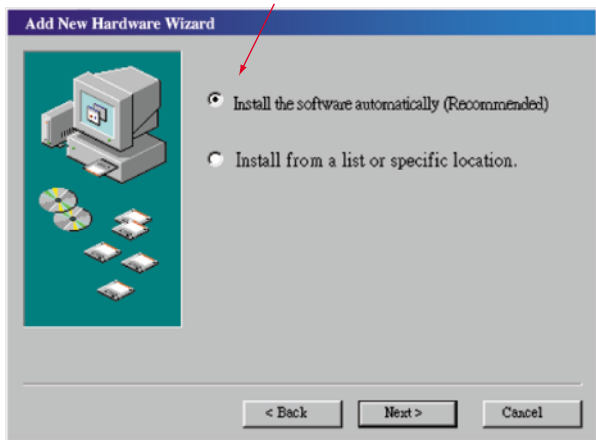 Add New Hardware Wizard
Install the software automatically (Recommended)
Install from a list or specific location.
< Back
Next >
Cancel